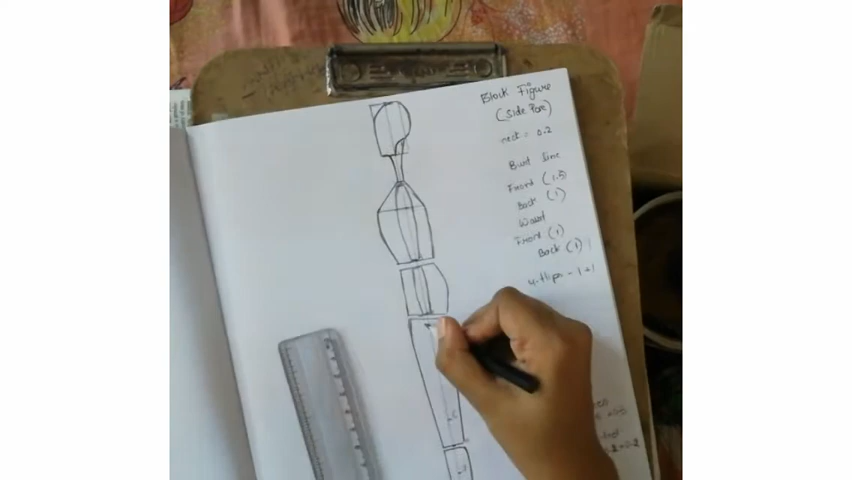 Block Figure
(Side Pose)
neck = 0.2
Bust line
Front (1.5)
Back (1)
Waist
Front (1)
Back (1)
4. Hips - 1+1